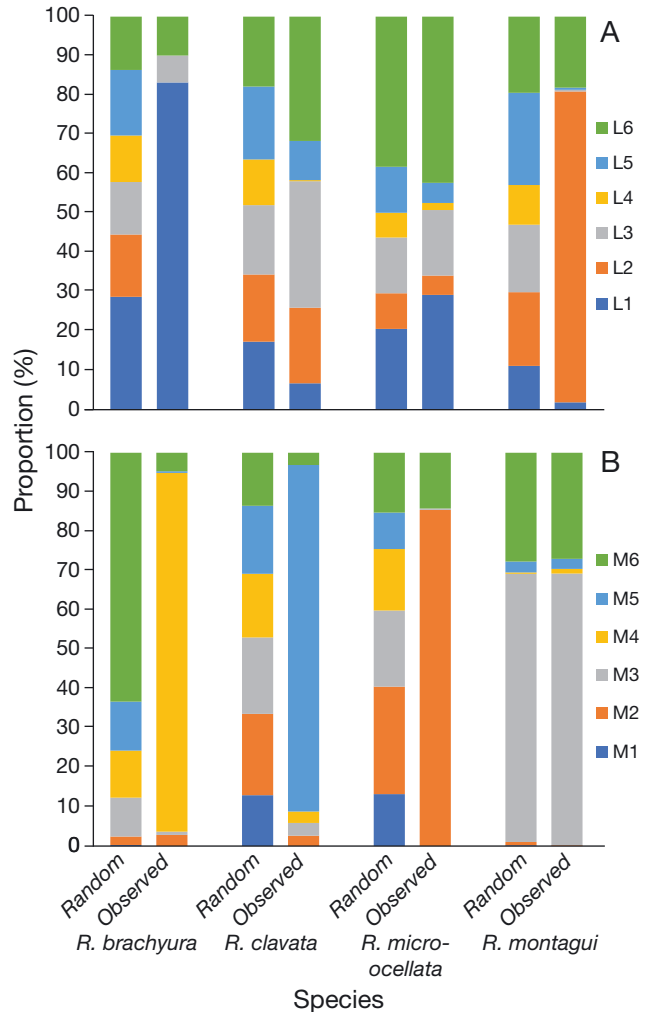 A
100
90
80
70
60
50
40
30
20
10
0
L6
L5
L4
L3
L2
L1
Proportion (%)
B
100
90
80
70
60
50
40
30
20
10
0
M6
M5
M4
M3
M2
M1
Random Observed Random Observed Random Observed Random Observed
R. brachyura R. clavata R. micro- R. montagui
ocellata
Species